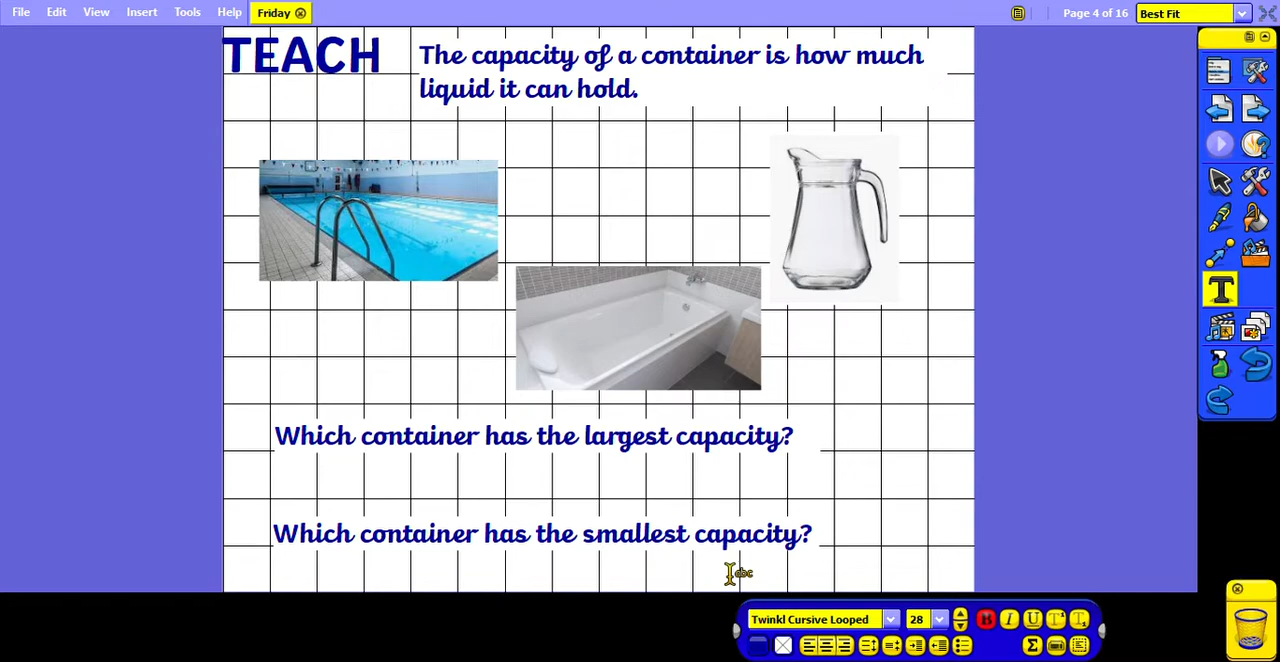 File Edit View Insert Tools Help Friday Page 4 of 16 Best Fit
TEACH
The capacity of a container is how much
liquid it can hold.
Which container has the largest capacity?
Which container has the smallest capacity?
abc
Twinkl Cursive Looped 28 B I U T T
Σ